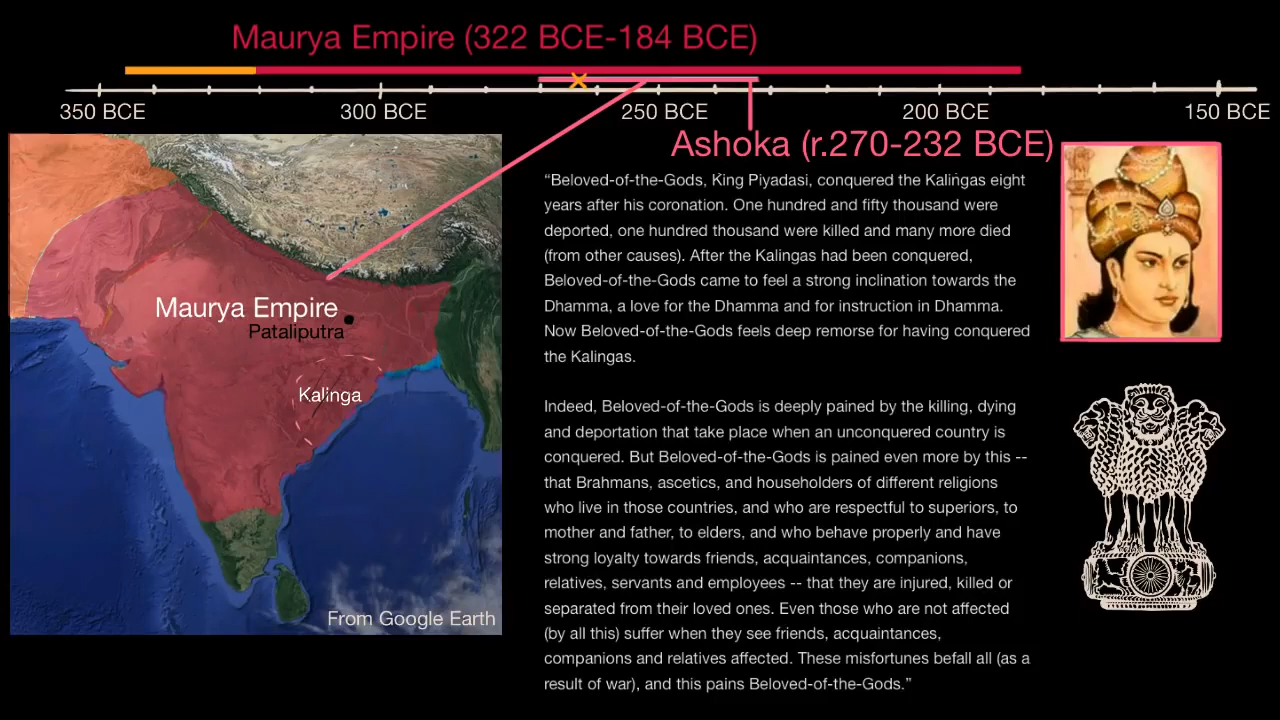 Maurya Empire (322 BCE-184 BCE)
350 BCE 300 BCE 250 BCE 200 BCE 150 BCE
Ashoka (r.270-232 BCE)
Maurya Empire
Pataliputra
Kalinga
From Google Earth
“Beloved-of-the-Gods, King Piyadasi, conquered the Kalingas eight
years after his coronation. One hundred and fifty thousand were
deported, one hundred thousand were killed and many more died
(from other causes). After the Kalingas had been conquered,
Beloved-of-the-Gods came to feel a strong inclination towards the
Dhamma, a love for the Dhamma and for instruction in Dhamma.
Now Beloved-of-the-Gods feels deep remorse for having conquered
the Kalingas.
Indeed, Beloved-of-the-Gods is deeply pained by the killing, dying
and deportation that take place when an unconquered country is
conquered. But Beloved-of-the-Gods is pained even more by this --
that Brahmans, ascetics, and householders of different religions
who live in those countries, and who are respectful to superiors, to
mother and father, to elders, and who behave properly and have
strong loyalty towards friends, acquaintances, companions,
relatives, servants and employees -- that they are injured, killed or
separated from their loved ones. Even those who are not affected
(by all this) suffer when they see friends, acquaintances,
companions and relatives affected. These misfortunes befall all (as a
result of war), and this pains Beloved-of-the-Gods.”